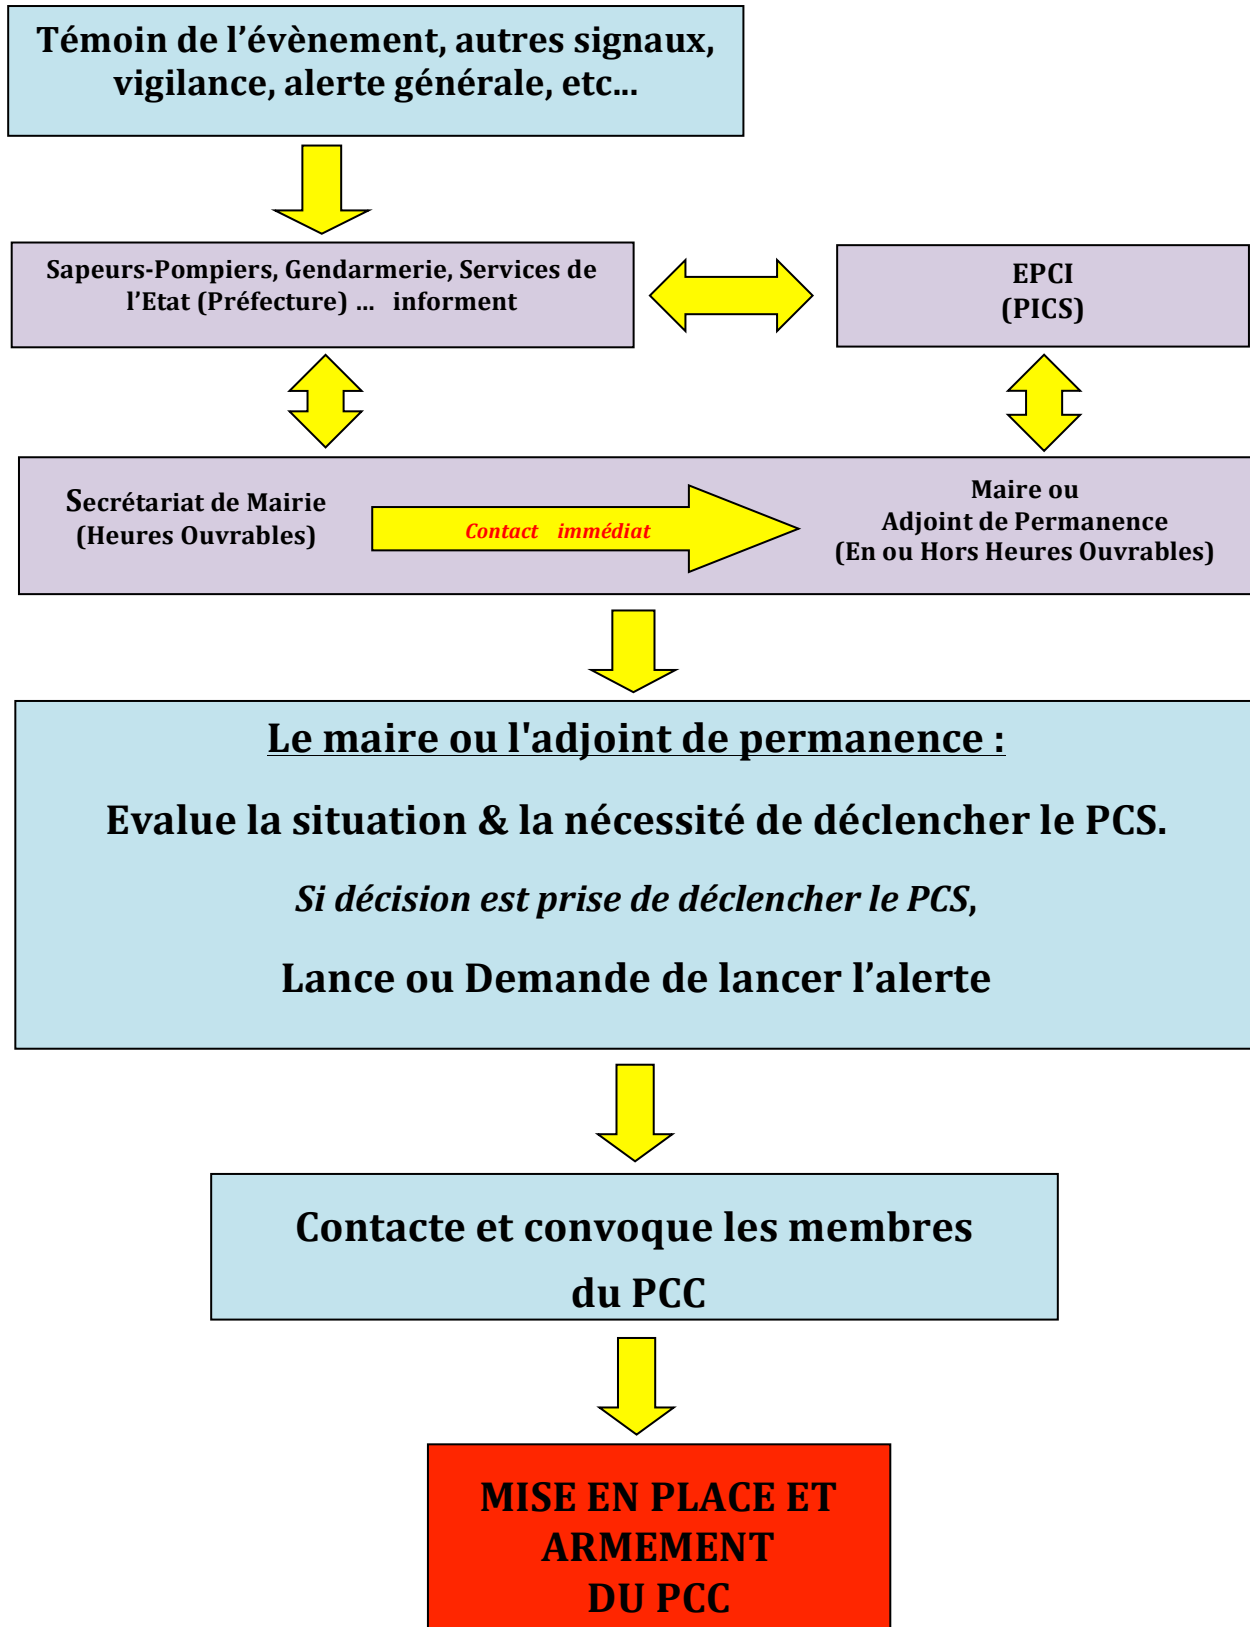 Témoin de l’évènement, autres signaux,
vigilance, alerte générale, etc...
Sapeurs-Pompiers, Gendarmerie, Services de
l’Etat (Préfecture) ... informent
EPCI
(PICS)
Secrétariat de Mairie
(Heures Ouvrables)
Contact immédiat
Maire ou
Adjoint de Permanence
(En ou Hors Heures Ouvrables)
Le maire ou l'adjoint de permanence :
Evalue la situation & la nécessité de déclencher le PCS.
Si décision est prise de déclencher le PCS,
Lance ou Demande de lancer l’alerte
Contacte et convoque les membres
du PCC
MISE EN PLACE ET
ARMEMENT
DU PCC